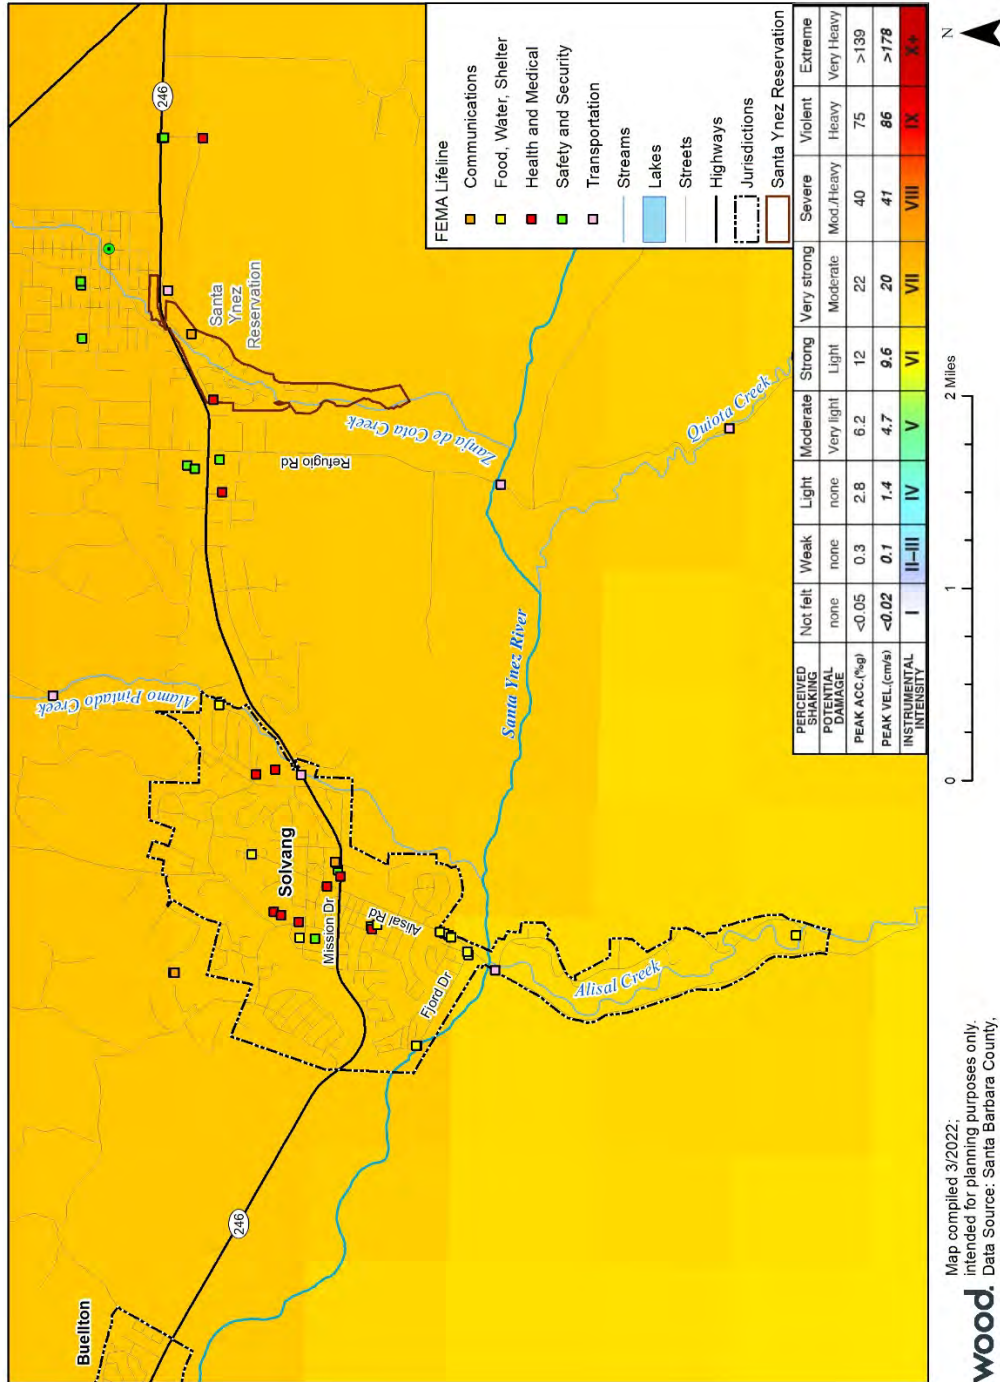 Buellton
246
Solvang
Mission Dr
Alisal Rd
Fjord Dr
Alisal Creek
Alamo Pintado Creek
Santa Ynez River
Refugio Rd
Zanja de Cota Creek
Quiota Creek
Santa
Ynez
Reservation
246
FEMA Lifeline
Communications
Food, Water, Shelter
Health and Medical
Safety and Security
Transportation
Streams
Lakes
Streets
Highways
Jurisdictions
Santa Ynez Reservation
PERCEIVED SHAKING Not felt Weak Light Moderate Strong Very strong Severe Violent Extreme
POTENTIAL DAMAGE none none none Very light Light Moderate Mod./Heavy Heavy Very Heavy
PEAK ACC.(%g) <0.05 0.3 2.8 6.2 12 22 40 75 >139
PEAK VEL.(cm/s) <0.02 0.1 1.4 4.7 9.6 20 41 86 >178
INSTRUMENTAL INTENSITY I II–III IV V VI VII VIII IX X+
wood.
Map compiled 3/2022;
intended for planning purposes only.
Data Source: Santa Barbara County,
0 1 2 Miles
N